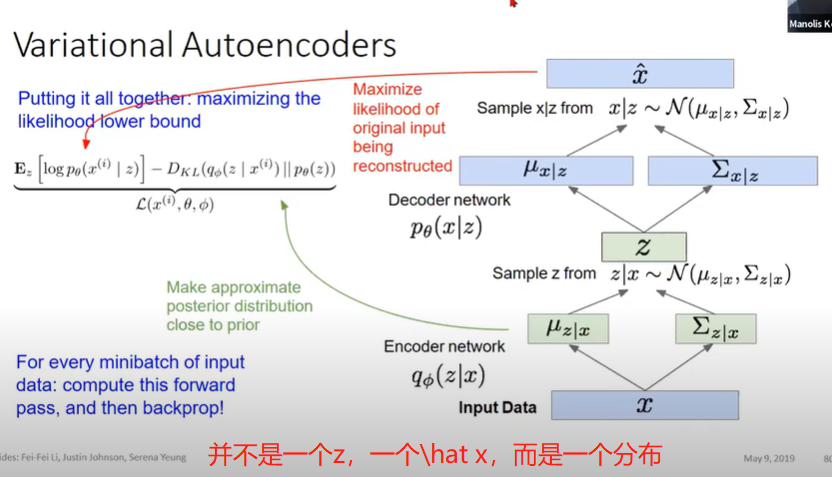 Manolis K
Variational Autoencoders
Putting it all together: maximizing the
likelihood lower bound
Maximize
likelihood of
original input
being
reconstructed
$\mathbf{E}_z \left[ \log p_\theta(x^{(i)} \mid z) \right] - D_{KL}(q_\phi(z \mid x^{(i)}) \,||\, p_\theta(z))$
$\mathcal{L}(x^{(i)}, \theta, \phi)$
$\hat{x}$
Sample x|z from $x|z \sim \mathcal{N}(\mu_{x|z}, \Sigma_{x|z})$
$\mu_{x|z}$
$\Sigma_{x|z}$
Decoder network
$p_\theta(x|z)$
$z$
Sample z from $z|x \sim \mathcal{N}(\mu_{z|x}, \Sigma_{z|x})$
Make approximate
posterior distribution
close to prior
$\mu_{z|x}$
$\Sigma_{z|x}$
Encoder network
$q_\phi(z|x)$
Input Data
$x$
For every minibatch of input
data: compute this forward
pass, and then backprop!
ides: Fei-Fei Li, Justin Johnson, Serena Yeung
并不是一个z，一个\hat x，而是一个分布
May 9, 2019